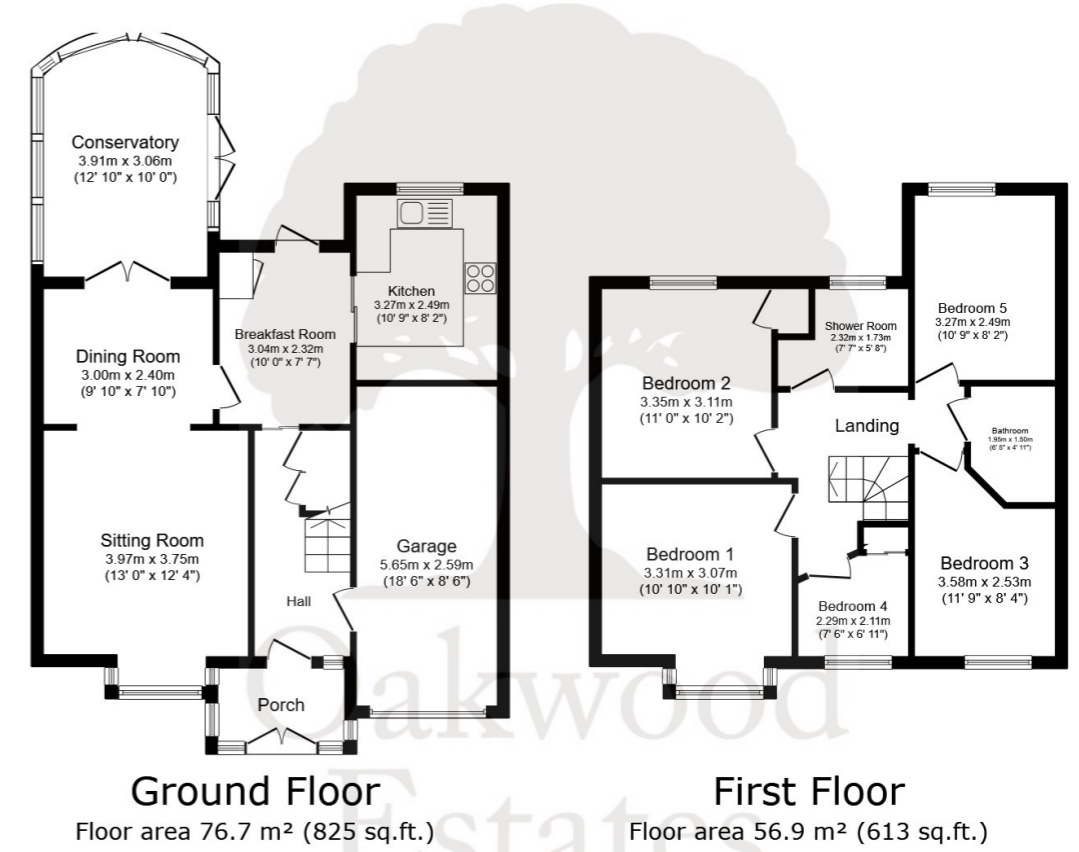 Conservatory
3.91m x 3.06m
(12' 10" x 10' 0")
Kitchen
3.27m x 2.49m
(10' 9" x 8' 2")
Breakfast Room
3.04m x 2.32m
(10' 0" x 7' 7")
Dining Room
3.00m x 2.40m
(9' 10" x 7' 10")
Sitting Room
3.97m x 3.75m
(13' 0" x 12' 4")
Garage
5.65m x 2.59m
(18' 6" x 8' 6")
Hall
Porch
Bedroom 5
3.27m x 2.49m
(10' 9" x 8' 2")
Shower Room
2.32m x 1.73m
(7' 7" x 5' 8")
Bedroom 2
3.35m x 3.11m
(11' 0" x 10' 2")
Landing
Bathroom
1.95m x 1.50m
(6' 5" x 4' 11")
Bedroom 1
3.31m x 3.07m
(10' 10" x 10' 1")
Bedroom 3
3.58m x 2.53m
(11' 9" x 8' 4")
Bedroom 4
2.29m x 2.11m
(7' 6" x 6' 11")
Oakwood
Estates
Ground Floor
Floor area 76.7 m² (825 sq.ft.)
First Floor
Floor area 56.9 m² (613 sq.ft.)